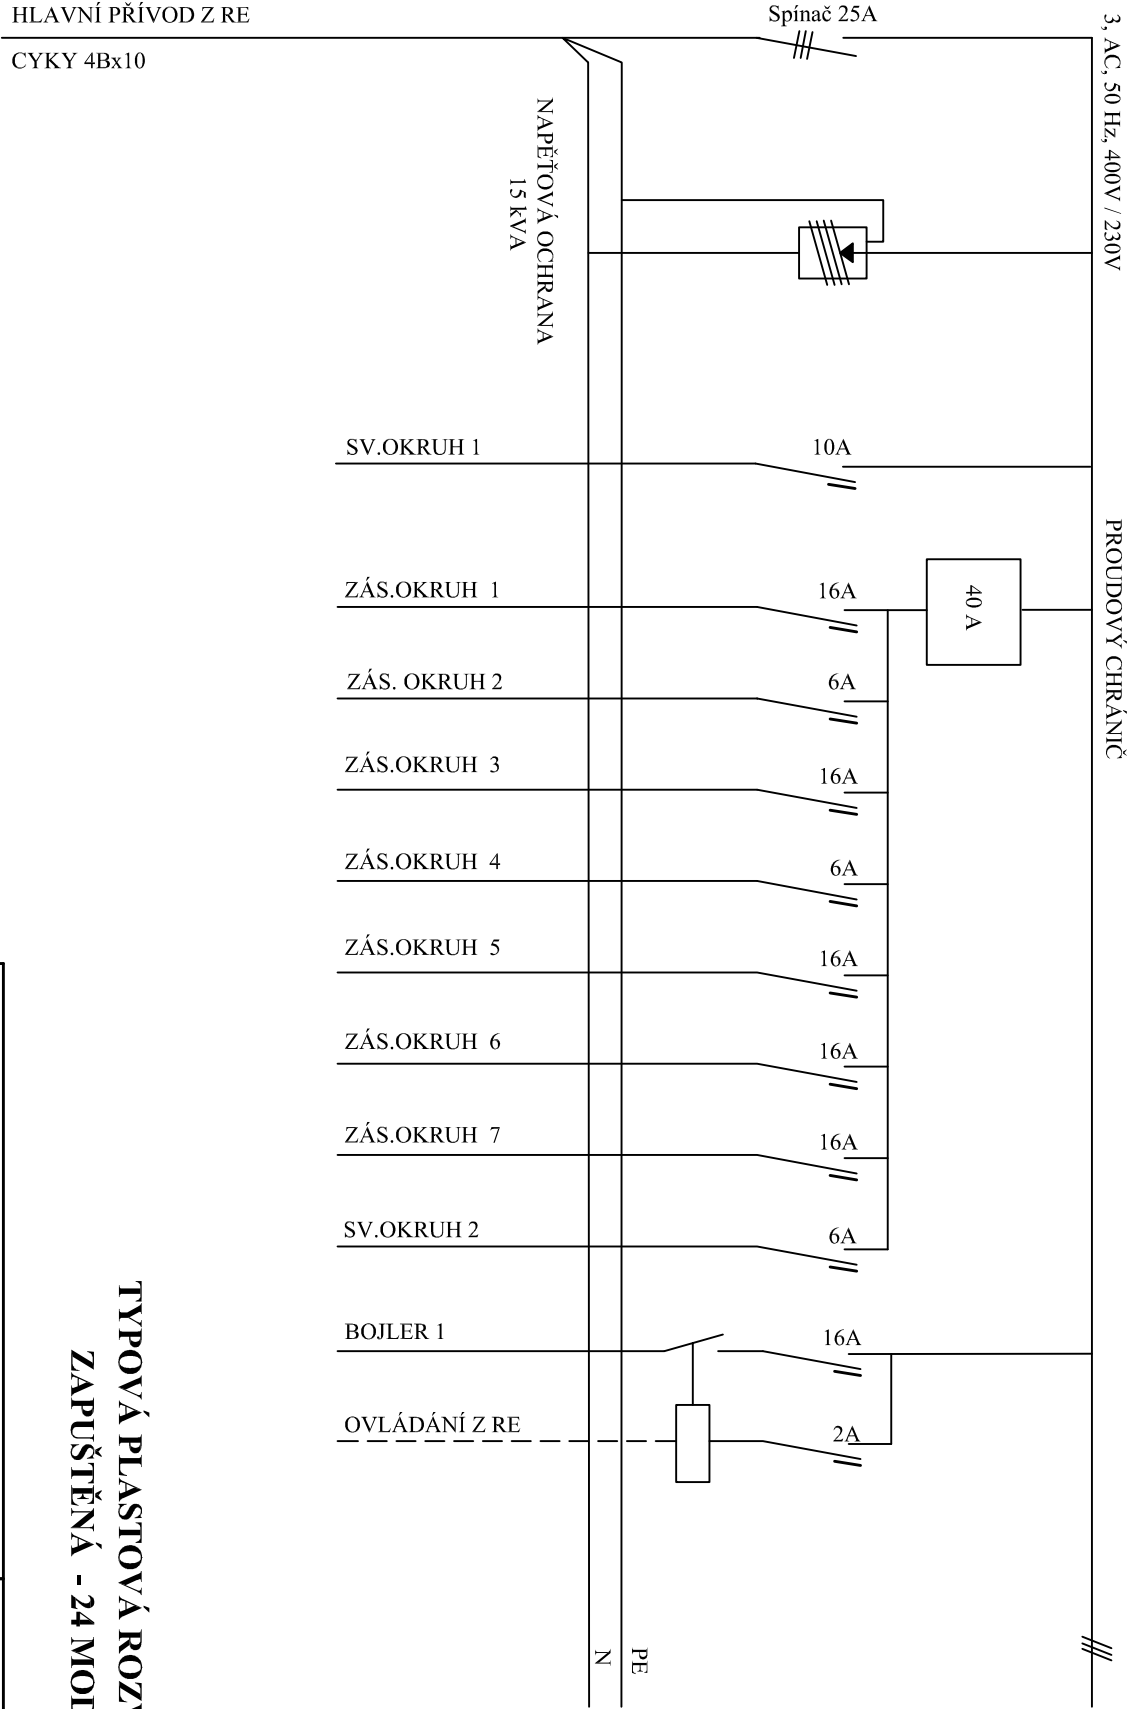 HLAVNÍ PŘÍVOD Z RE
CYKY 4Bx10
Spínač 25A
3, AC, 50 Hz, 400V / 230V
NAPĚŤOVÁ OCHRANA
15 kVA
SV.OKRUH 1
10A
PROUDOVÝ CHRÁNIČ
40 A
ZÁS.OKRUH 1
16A
ZÁS. OKRUH 2
6A
ZÁS.OKRUH 3
16A
ZÁS.OKRUH 4
6A
ZÁS.OKRUH 5
16A
ZÁS.OKRUH 6
16A
ZÁS.OKRUH 7
16A
SV.OKRUH 2
6A
BOJLER 1
16A
OVLÁDÁNÍ Z RE
2A
PE
N
TYPOVÁ PLASTOVÁ
ZAPUŠTĚNÁ - 24